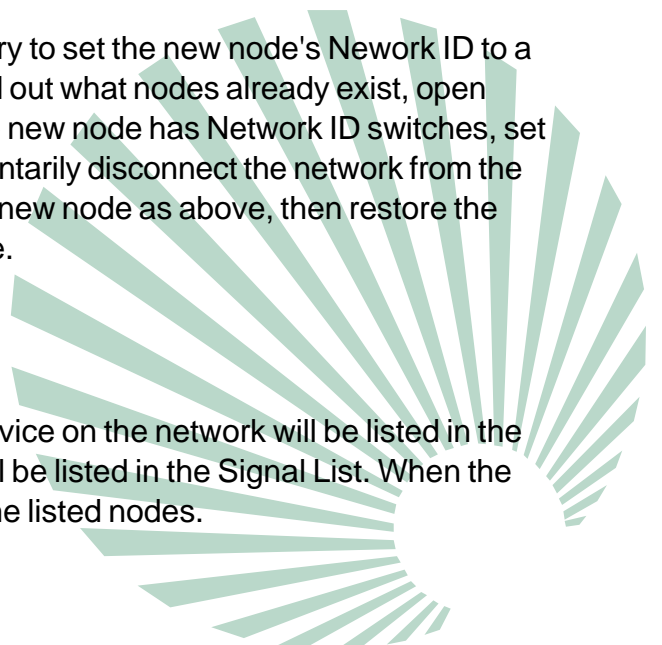 ry to set the new node's Nework ID to a
out what nodes already exist, open
new node has Network ID switches, set
entarily disconnect the network from the
new node as above, then restore the
e.
vice on the network will be listed in the
l be listed in the Signal List. When the
he listed nodes.